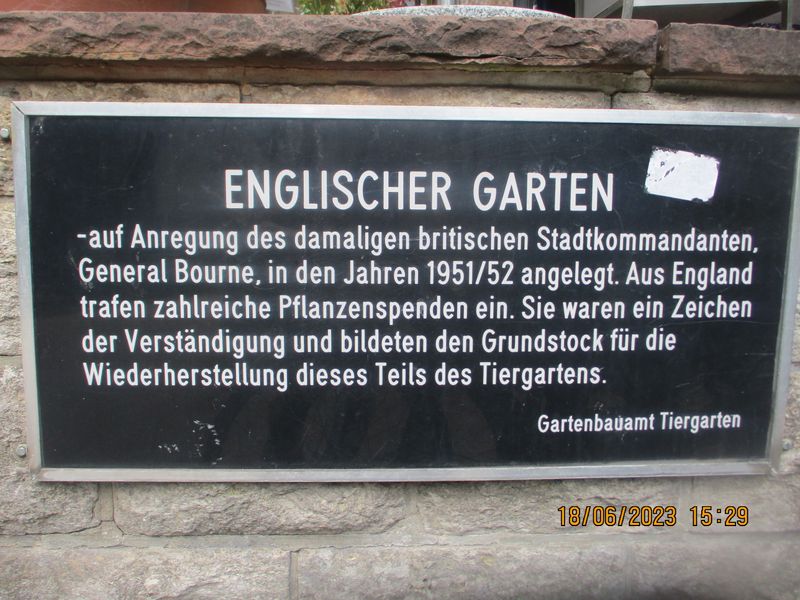 ENGLISCHER GARTEN
-auf Anregung des damaligen britischen Stadtkommandanten,
General Bourne, in den Jahren 1951/52 angelegt. Aus England
trafen zahlreiche Pflanzenspenden ein. Sie waren ein Zeichen
der Verständigung und bildeten den Grundstock für die
Wiederherstellung dieses Teils des Tiergartens.
Gartenbauamt Tiergarten
18/06/2023 15:29